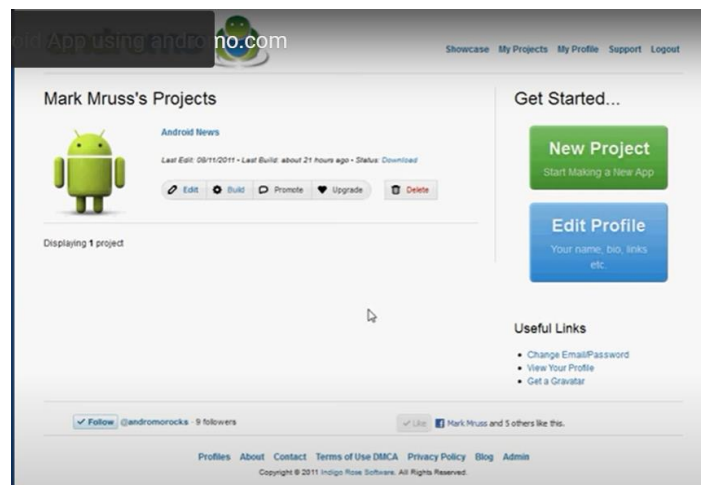 oid App using andromo.com
Showcase My Projects My Profile Support Logout
Mark Mruss's Projects
Android News
Last Edit: 08/11/2011 • Last Build: about 21 hours ago • Status: Download
Edit Build Promote Upgrade Delete
Displaying 1 project
Get Started...
New Project
Start Making a New App
Edit Profile
Your name, bio, links
etc.
Useful Links
• Change Email/Password
• View Your Profile
• Get a Gravatar
Follow @andromorocks · 9 followers
Like Mark Mruss and 5 others like this.
Profiles About Contact Terms of Use DMCA Privacy Policy Blog Admin
Copyright © 2011 Indigo Rose Software. All Rights Reserved.